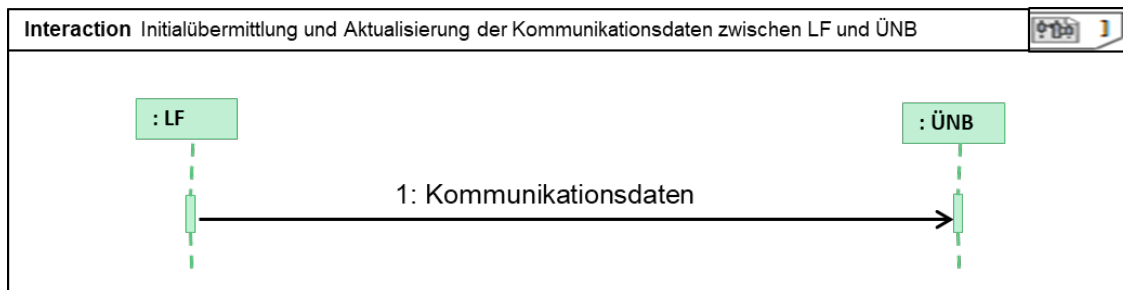 Interaction Initialübermittlung und Aktualisierung der Kommunikationsdaten zwischen LF und ÜNB
: LF
: ÜNB
1: Kommunikationsdaten